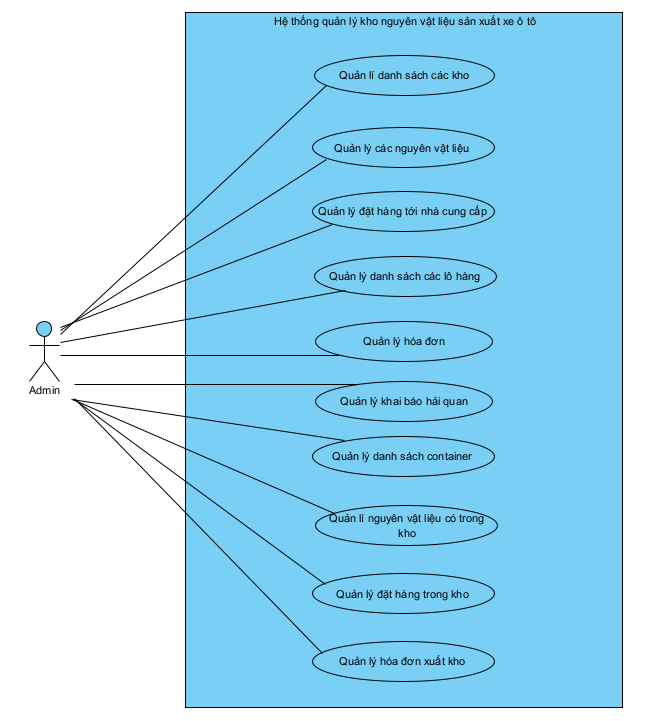 Hệ thống quản lý kho nguyên vật liệu sản xuất xe ô tô
Quản lí danh sách các kho
Quản lý các nguyên vật liệu
Quản lý đặt hàng tới nhà cung cấp
Quản lý danh sách các lô hàng
Quản lý hóa đơn
Admin
Quản lý khai báo hải quan
Quản lý danh sách container
Quản lí nguyên vật liệu có trong
kho
Quản lý đặt hàng trong kho
Quản lý hóa đơn xuất kho